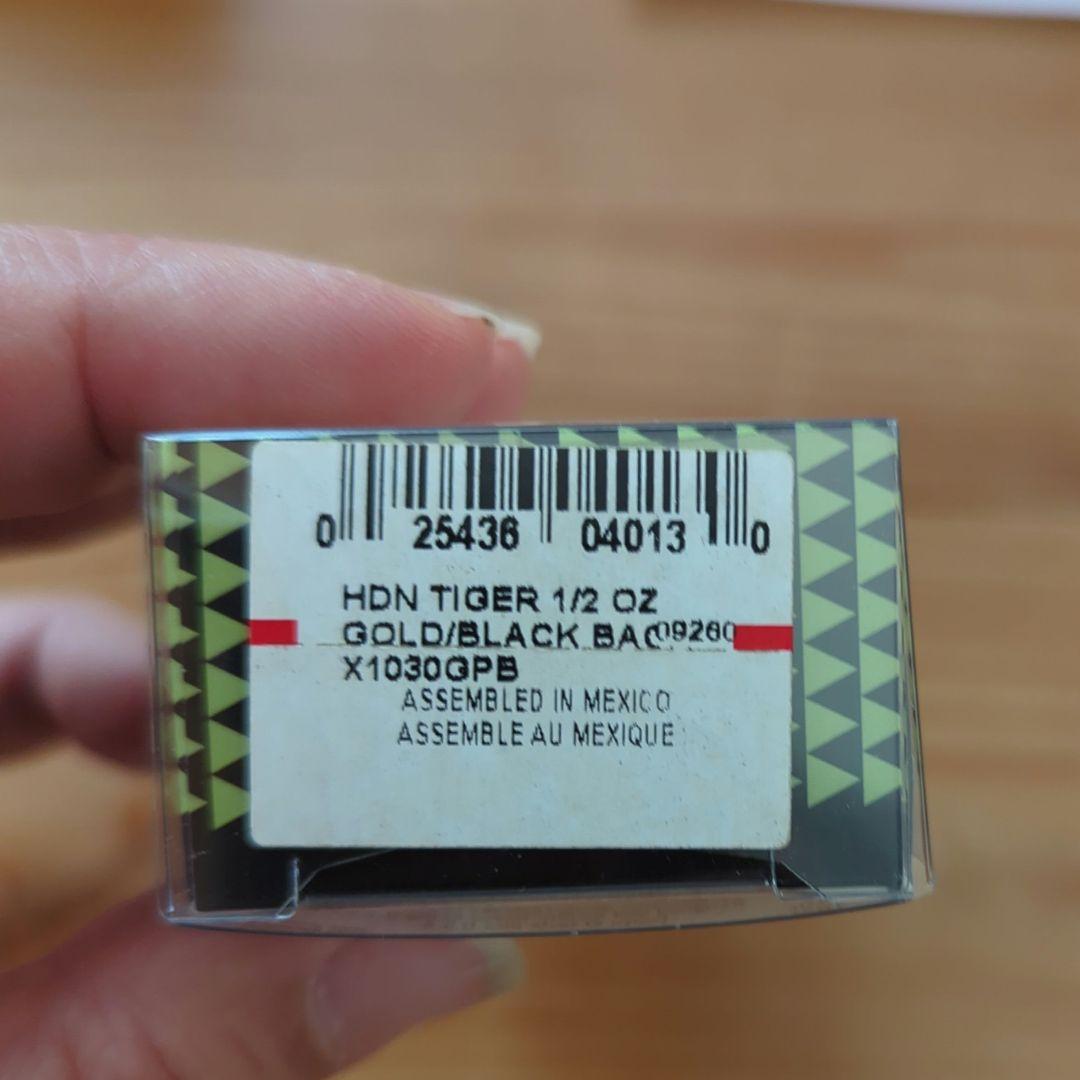 0 25436 04013 0
HDN TIGER 1/2 OZ
GOLD/BLACK BAC 09260
X1030GPB
ASSEMBLED IN MEXICO
ASSEMBLE AU MEXIQUE